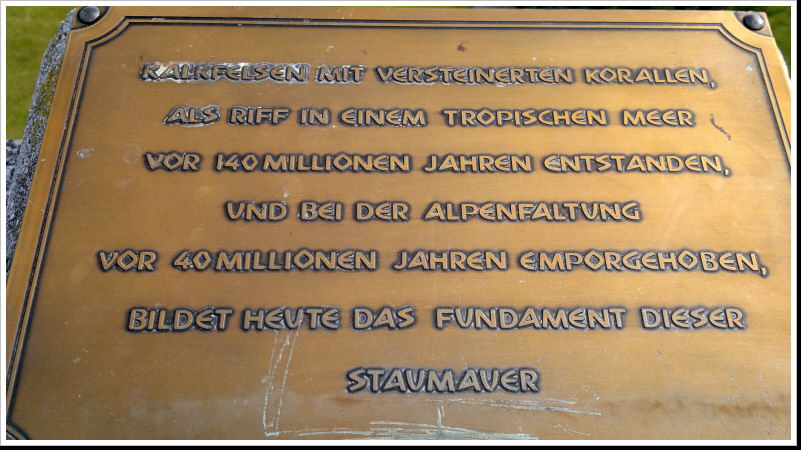 KALKFELSEN MIT VERSTEINERTEN KORALLEN,
ALS RIFF IN EINEM TROPISCHEN MEER
VOR 140 MILLIONEN JAHREN ENTSTANDEN,
UND BEI DER ALPENFALTUNG
VOR 40 MILLIONEN JAHREN EMPORGEHOBEN,
BILDET HEUTE DAS FUNDAMENT DIESER
STAUMAUER